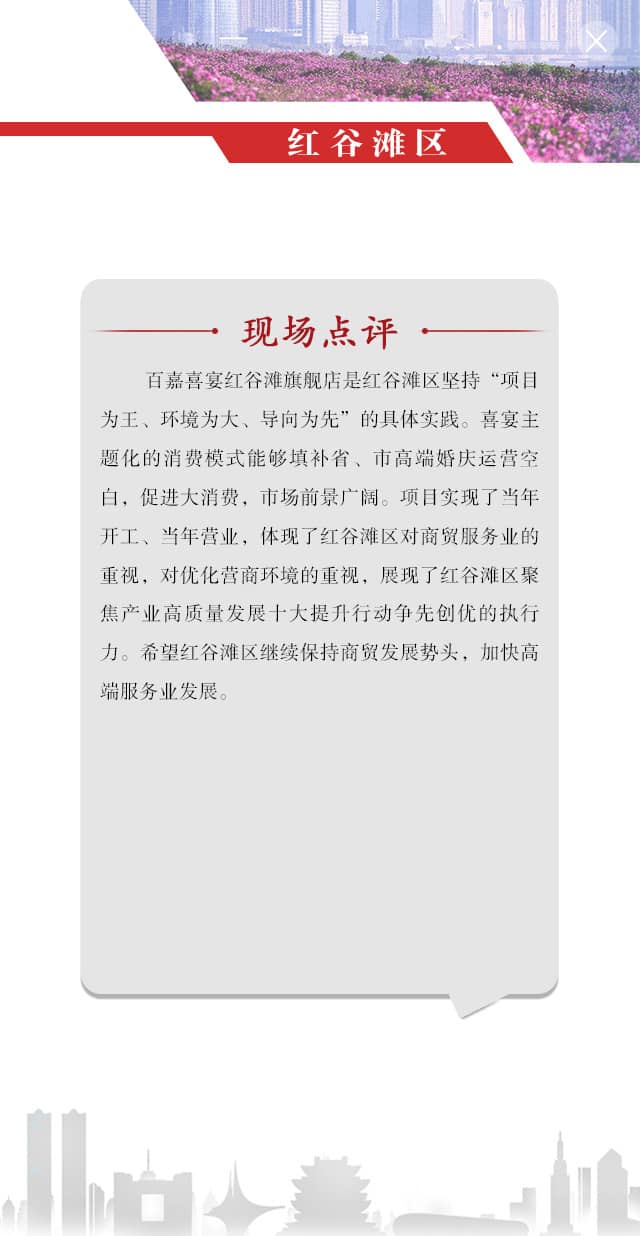 红谷滩区
现场点评
百嘉喜宴红谷滩旗舰店是红谷滩区坚持“项目
为王、环境为大、导向为先”的具体实践。喜宴主
题化的消费模式能够填补省、市高端婚庆运营空
白，促进大消费，市场前景广阔。项目实现了当年
开工、当年营业，体现了红谷滩区对商贸服务业的
重视，对优化营商环境的重视，展现了红谷滩区聚
焦产业高质量发展十大提升行动争先创优的执行
力。希望红谷滩区继续保持商贸发展势头，加快高
端服务业发展。